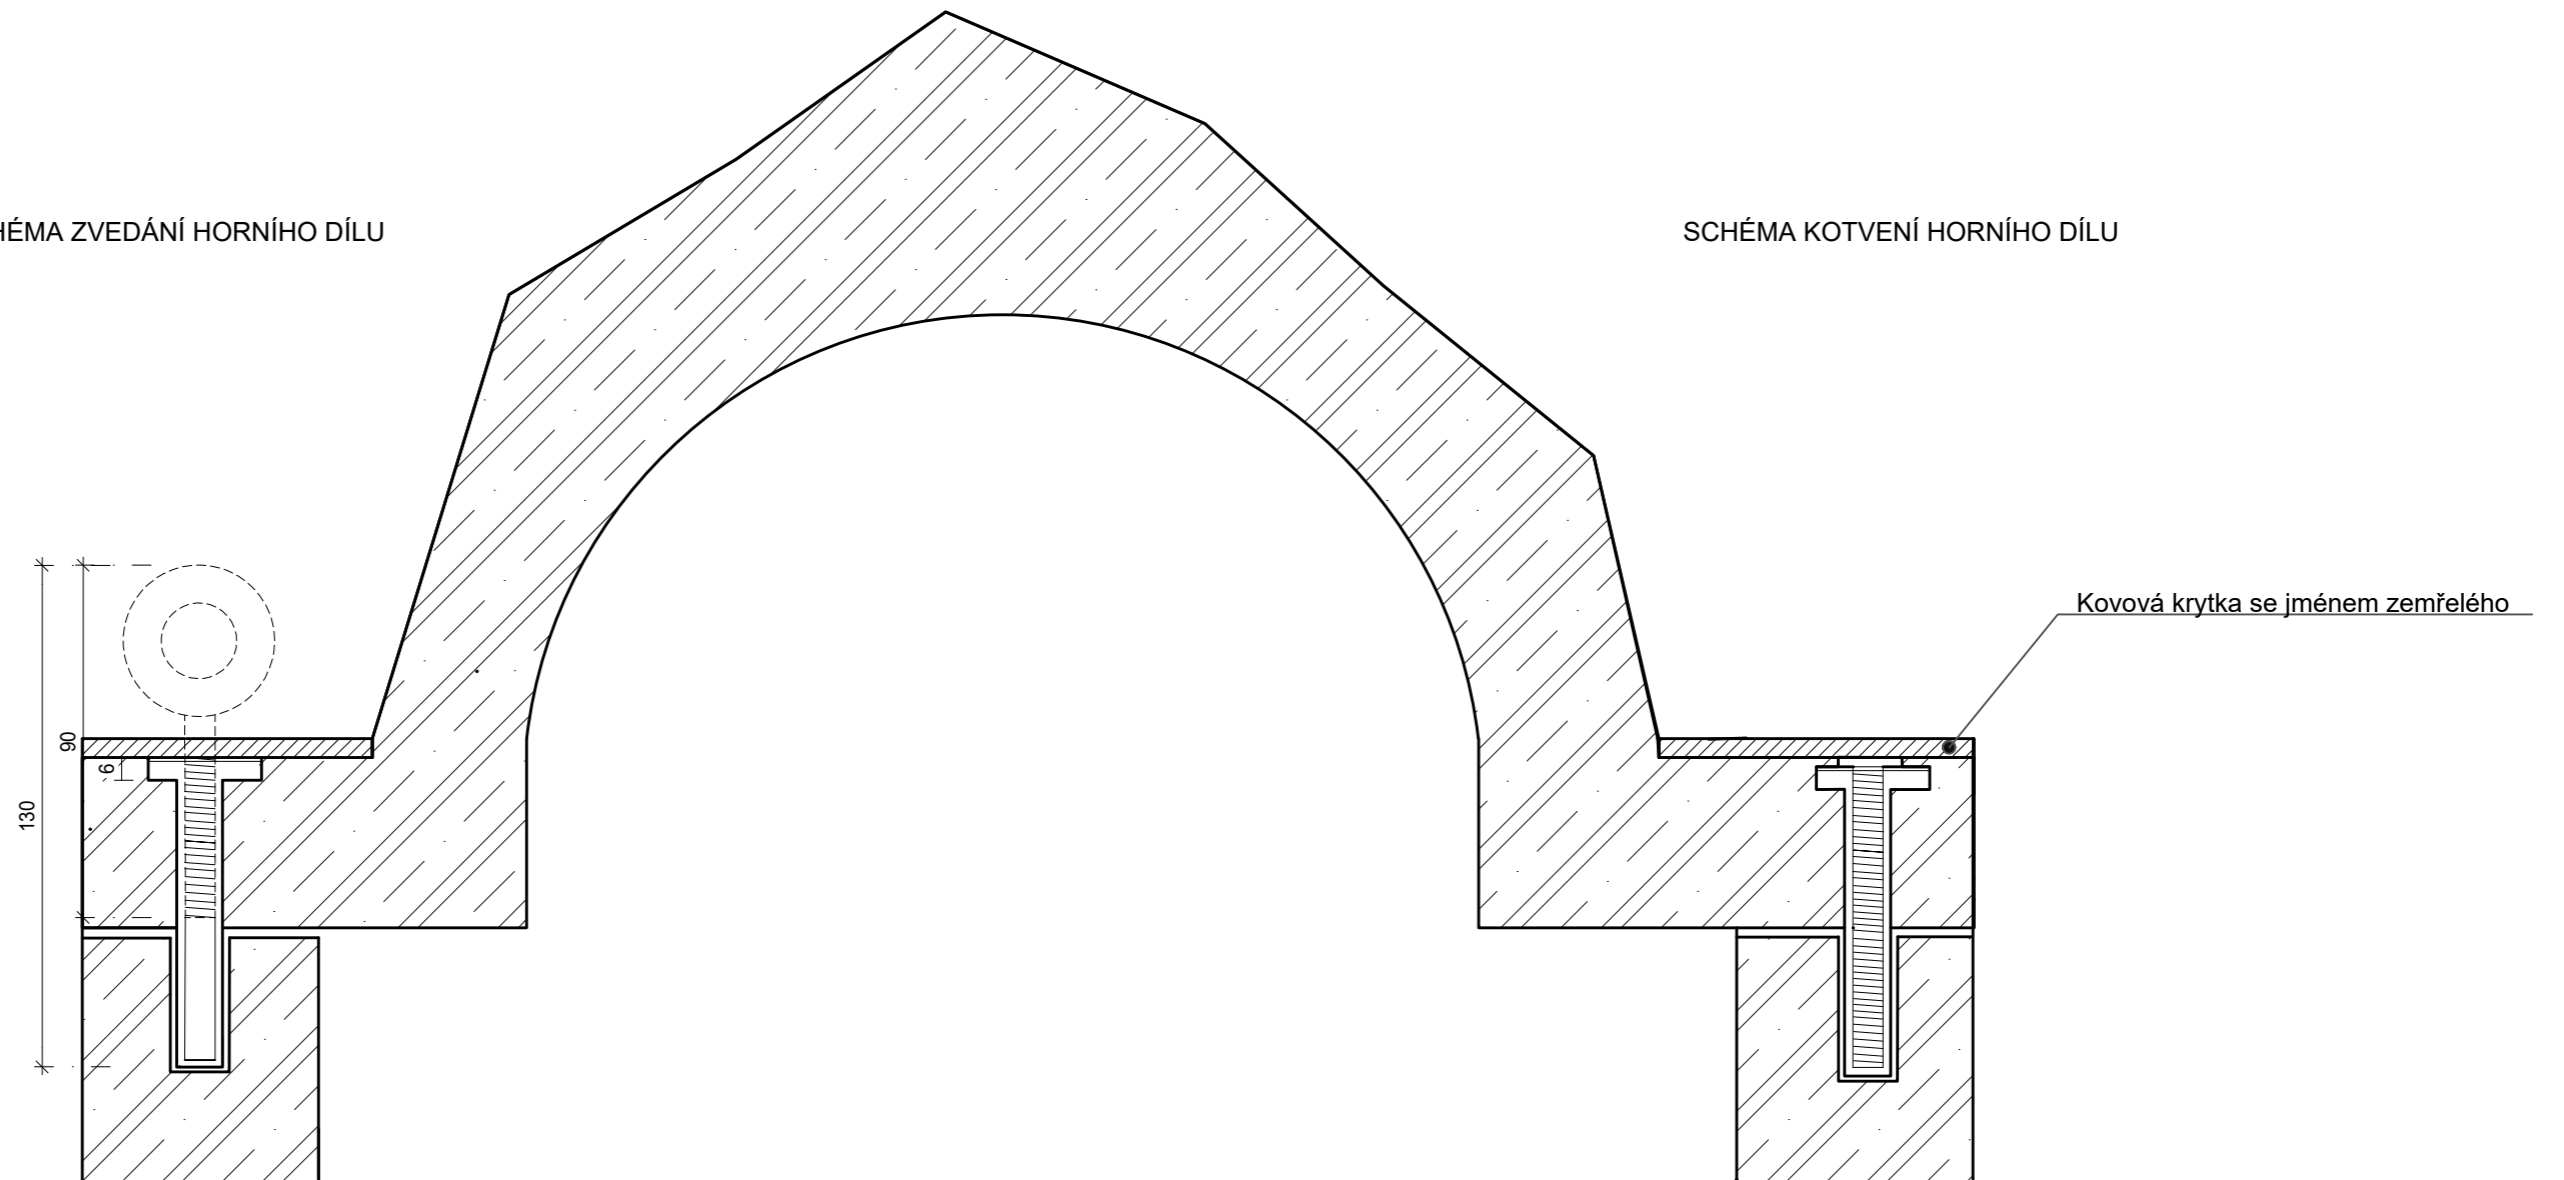 HÉMA ZVEDÁNÍ HORNÍHO DÍLU
SCHÉMA KOTVENÍ HORNÍHO DÍLU
Kovová krytka se jménem zemřelého
90
6
130